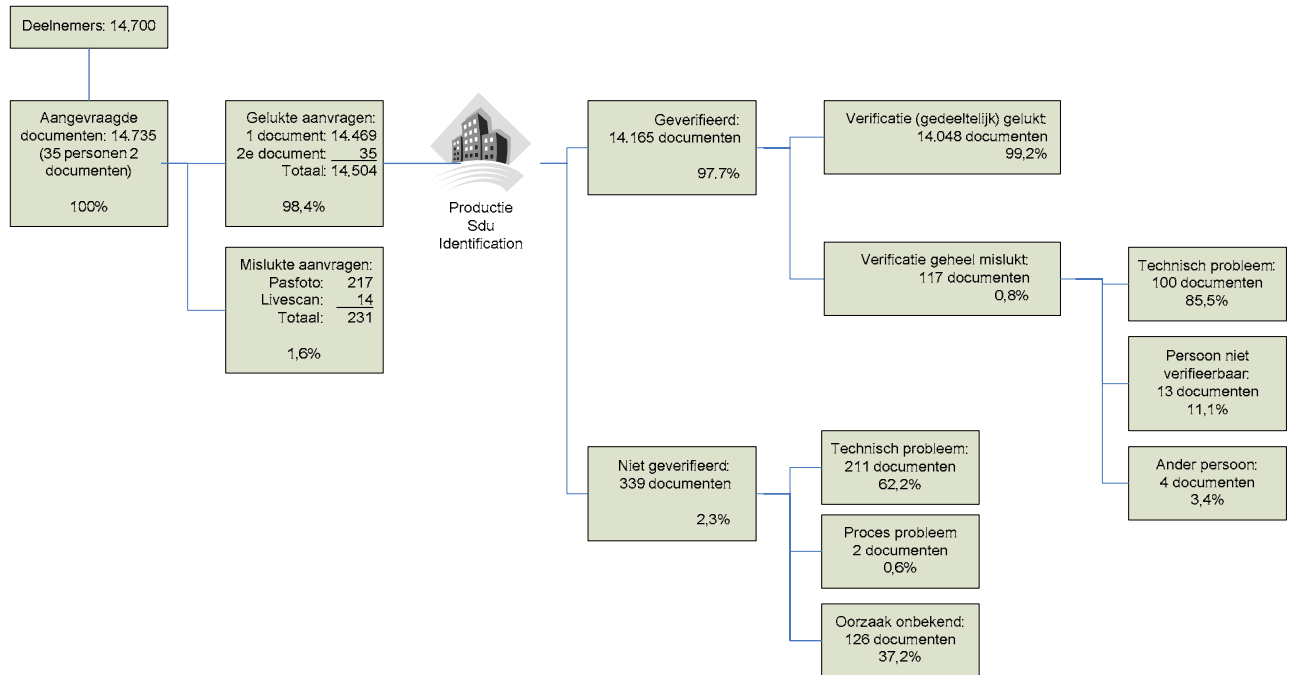 Deelnemers: 14,700
Aangevraagde
documenten: 14.735
(35 personen 2
documenten)
100%
Gelukte aanvragen:
1 document: 14.469
2e document: 35
Totaal: 14.504
98,4%
Mislukte aanvragen:
Pasfoto: 217
Livescan: 14
Totaal: 231
1,6%
Productie
Sdu
Identification
Geverifieerd:
14.165 documenten
97.7%
Niet geverifieerd:
339 documenten
2,3%
Verificatie (gedeeltelijk) gelukt:
14.048 documenten
99,2%
Verificatie geheel mislukt:
117 documenten
0,8%
Technisch probleem:
100 documenten
85,5%
Persoon niet
verifieerbaar:
13 documenten
11,1%
Ander persoon:
4 documenten
3,4%
Technisch probleem:
211 documenten
62,2%
Proces probleem
2 documenten
0,6%
Oorzaak onbekend:
126 documenten
37,2%